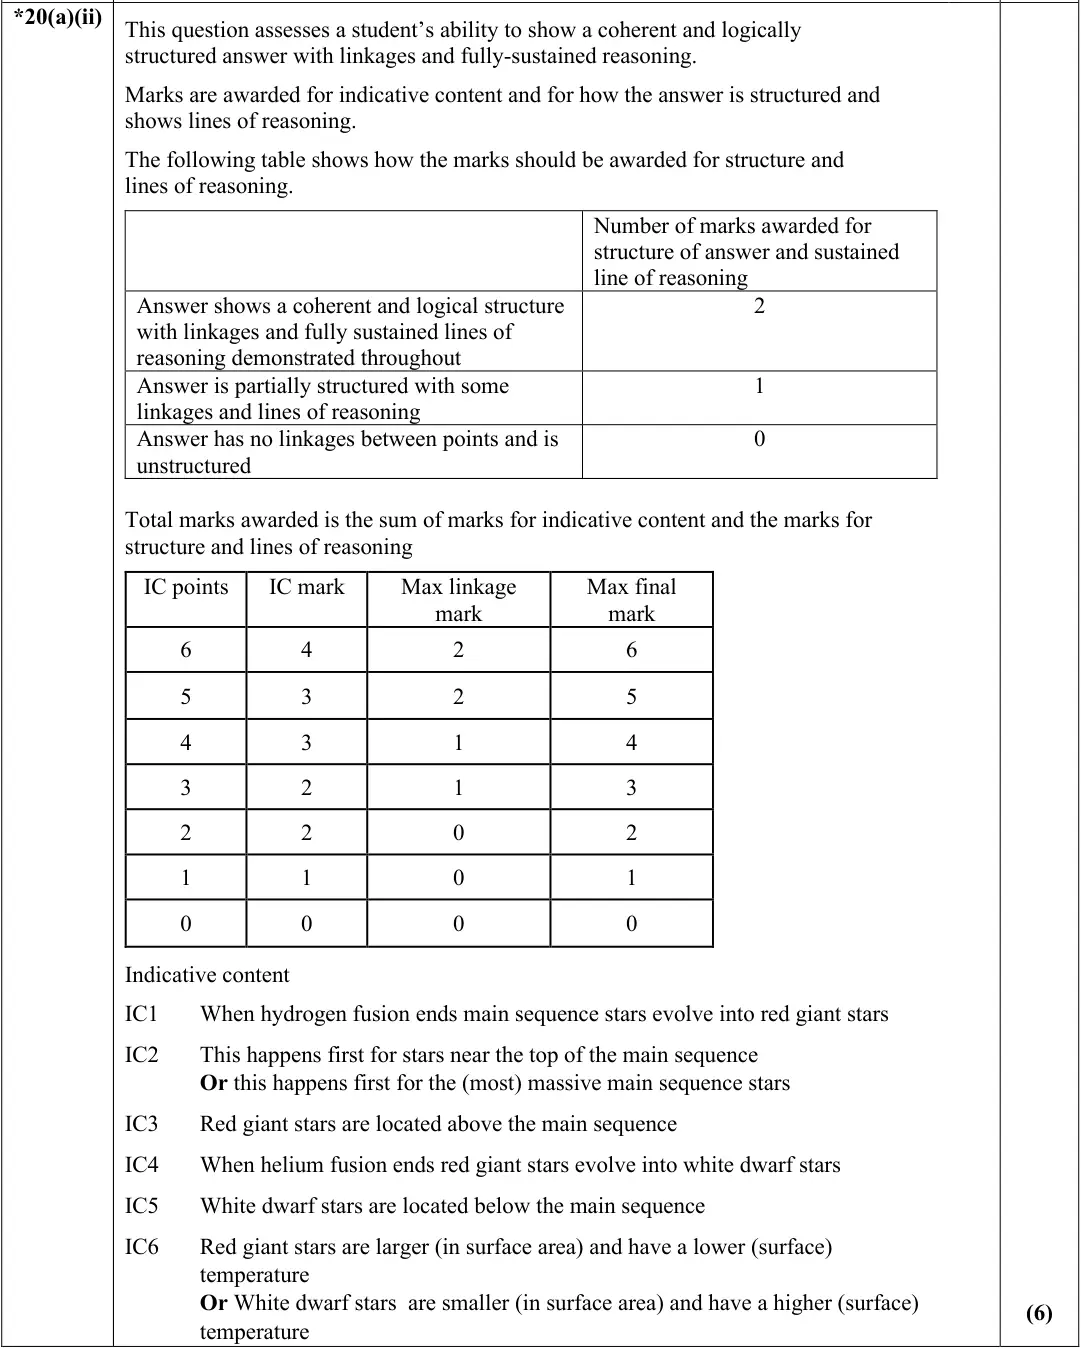 *20(a)(ii)
This question assesses a student’s ability to show a coherent and logically
structured answer with linkages and fully-sustained reasoning.
Marks are awarded for indicative content and for how the answer is structured and
shows lines of reasoning.
The following table shows how the marks should be awarded for structure and
lines of reasoning.
Number of marks awarded for
structure of answer and sustained
line of reasoning
Answer shows a coherent and logical structure
with linkages and fully sustained lines of
reasoning demonstrated throughout
2
Answer is partially structured with some
linkages and lines of reasoning
1
Answer has no linkages between points and is
unstructured
0
Total marks awarded is the sum of marks for indicative content and the marks for
structure and lines of reasoning
IC points IC mark Max linkage mark Max final mark
6 4 2 6
5 3 2 5
4 3 1 4
3 2 1 3
2 2 0 2
1 1 0 1
0 0 0 0
Indicative content
IC1 When hydrogen fusion ends main sequence stars evolve into red giant stars
IC2 This happens first for stars near the top of the main sequence
Or this happens first for the (most) massive main sequence stars
IC3 Red giant stars are located above the main sequence
IC4 When helium fusion ends red giant stars evolve into white dwarf stars
IC5 White dwarf stars are located below the main sequence
IC6 Red giant stars are larger (in surface area) and have a lower (surface)
temperature
Or White dwarf stars are smaller (in surface area) and have a higher (surface)
temperature
(6)